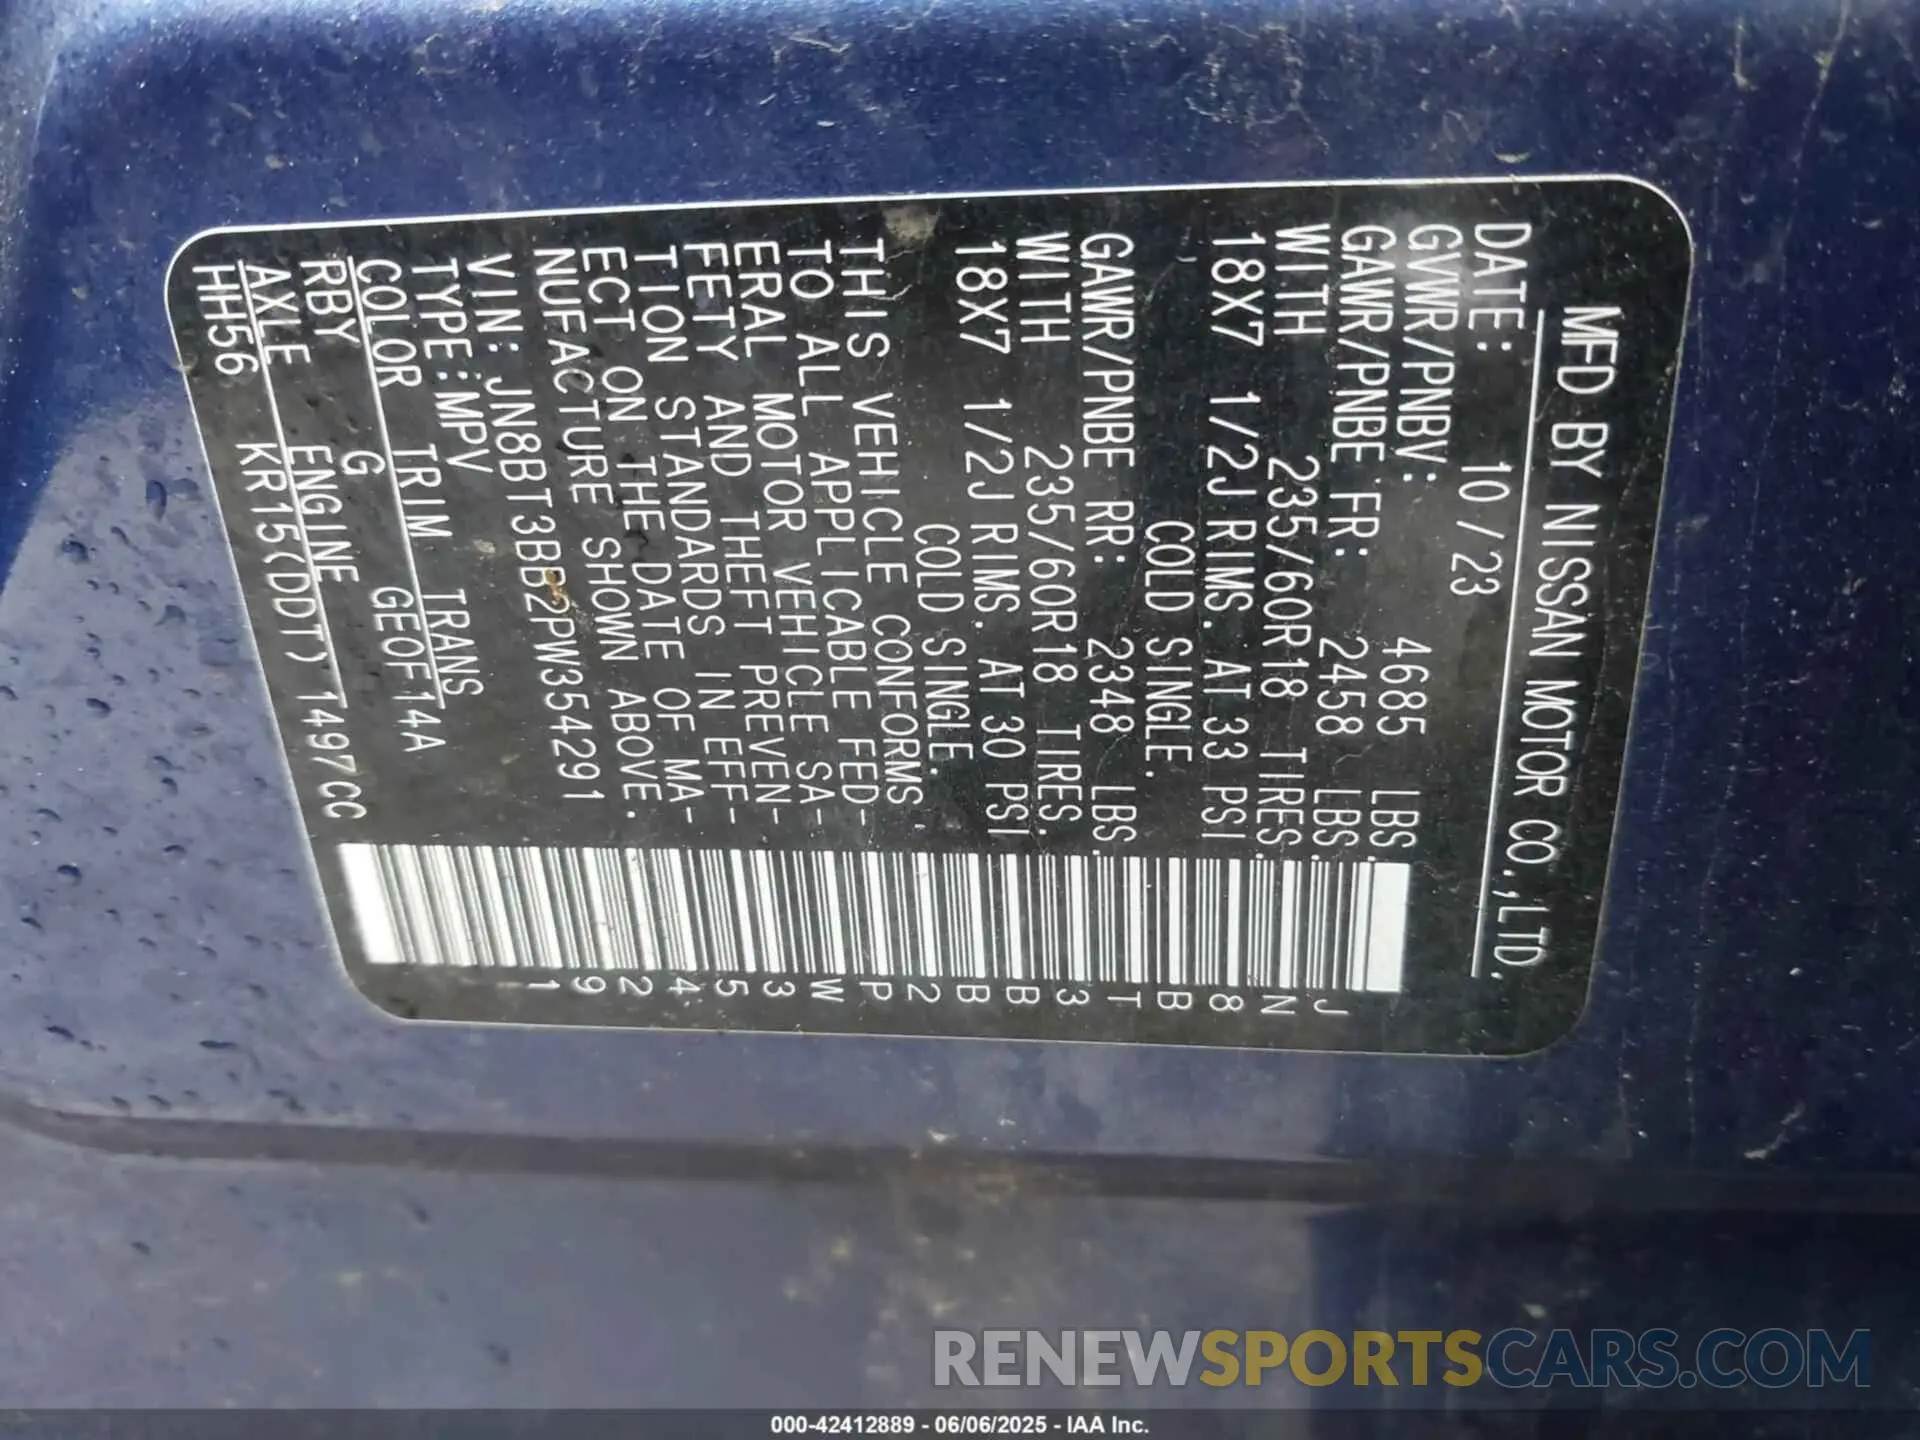 MFD BY NISSAN MOTOR CO.,LTD.
DATE: 10/23
GVWR/PNBV: 4685 LBS.
GAWR/PNBE FR: 2458 LBS.
WITH 235/60R18 TIRES.
18X7 1/2J RIMS. AT 33 PSI
COLD SINGLE.
GAWR/PNBE RR: 2348 LBS.
WITH 235/60R18 TIRES.
18X7 1/2J RIMS. AT 30 PSI
COLD SINGLE.
THIS VEHICLE CONFORMS
TO ALL APPLICABLE FED-
ERAL MOTOR VEHICLE SA-
FETY AND THEFT PREVEN-
TION STANDARDS IN EFF-
ECT ON THE DATE OF MA-
NUFACTURE SHOWN ABOVE.
VIN: JN8BT3BB2PW354291
TYPE:MPV
COLOR TRIM TRANS
RBY G GE0F14A
AXLE ENGINE
HH56 KR15(DDT) 1497CC
JN8BT3BB2PW354291
RENEWSPORTSCARS.COM
000-42412889 - 06/06/2025 - IAA Inc.